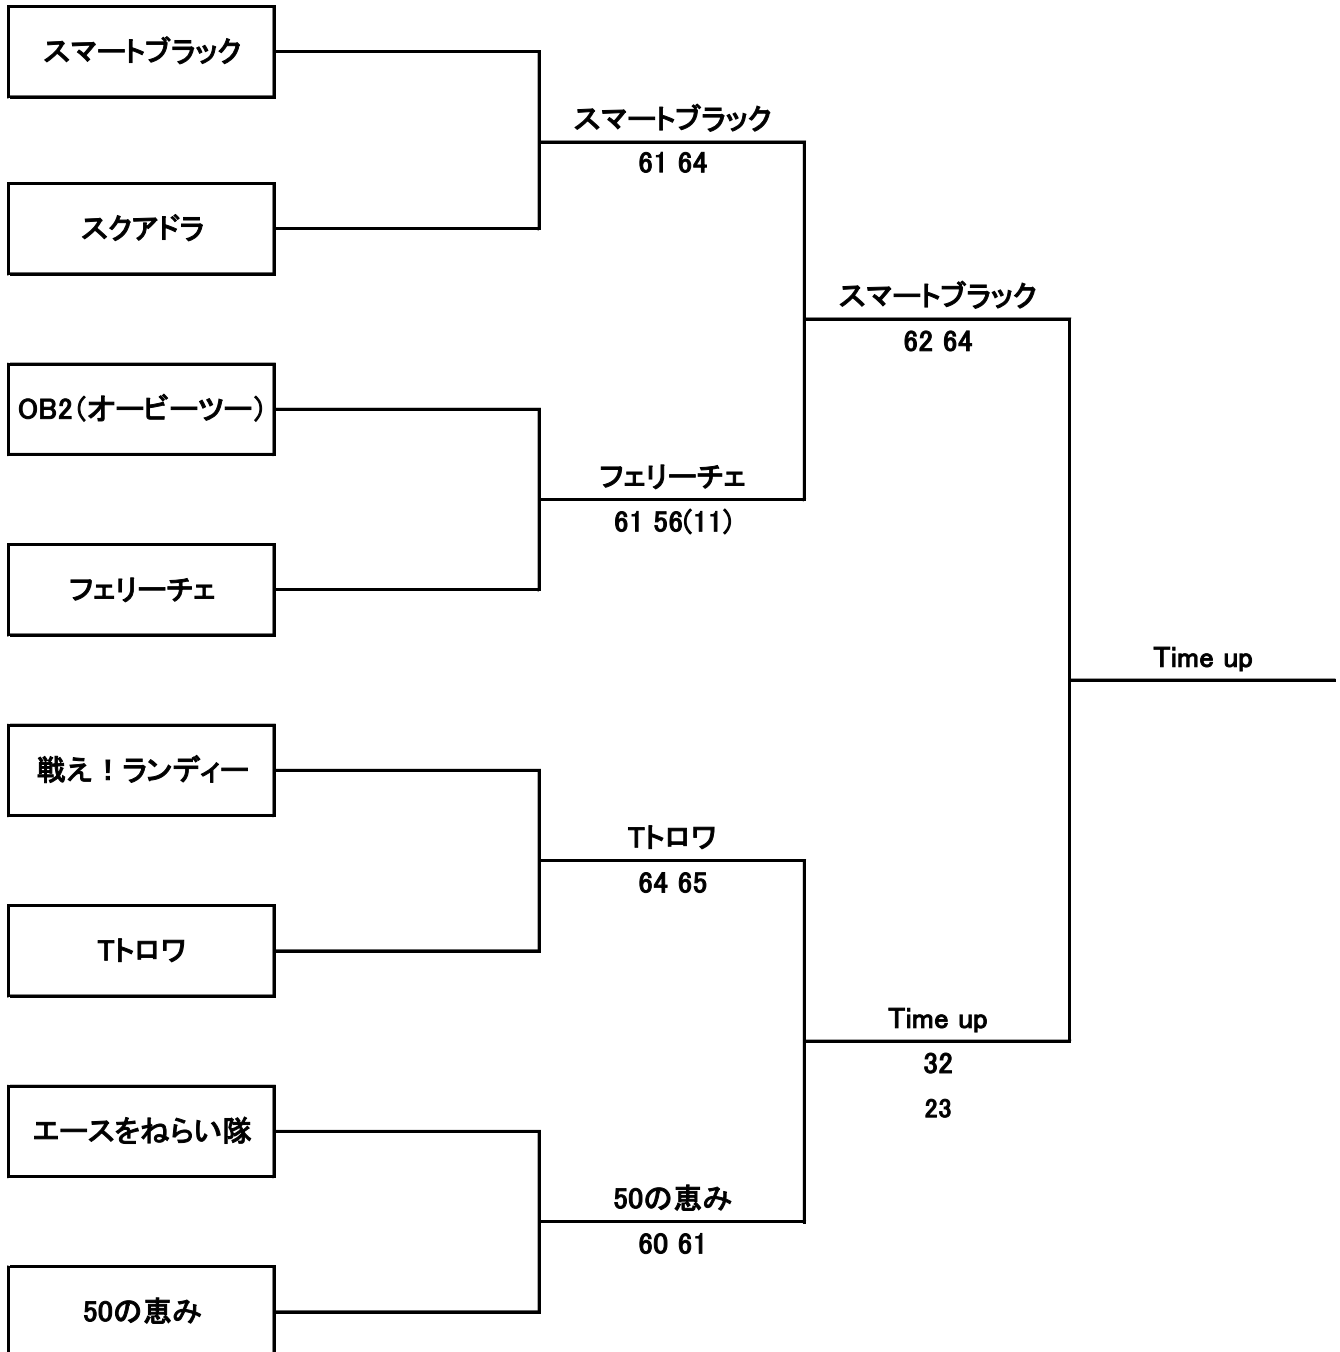 スマートブラック
スマートブラック
61 64
スクアドラ
スマートブラック
62 64
OB2(オービーツー)
フェリーチェ
61 56(11)
フェリーチェ
Time up
戦え！ランディー
Tトロワ
64 65
Tトロワ
Time up
32
23
エースをねらい隊
50の恵み
60 61
50の恵み